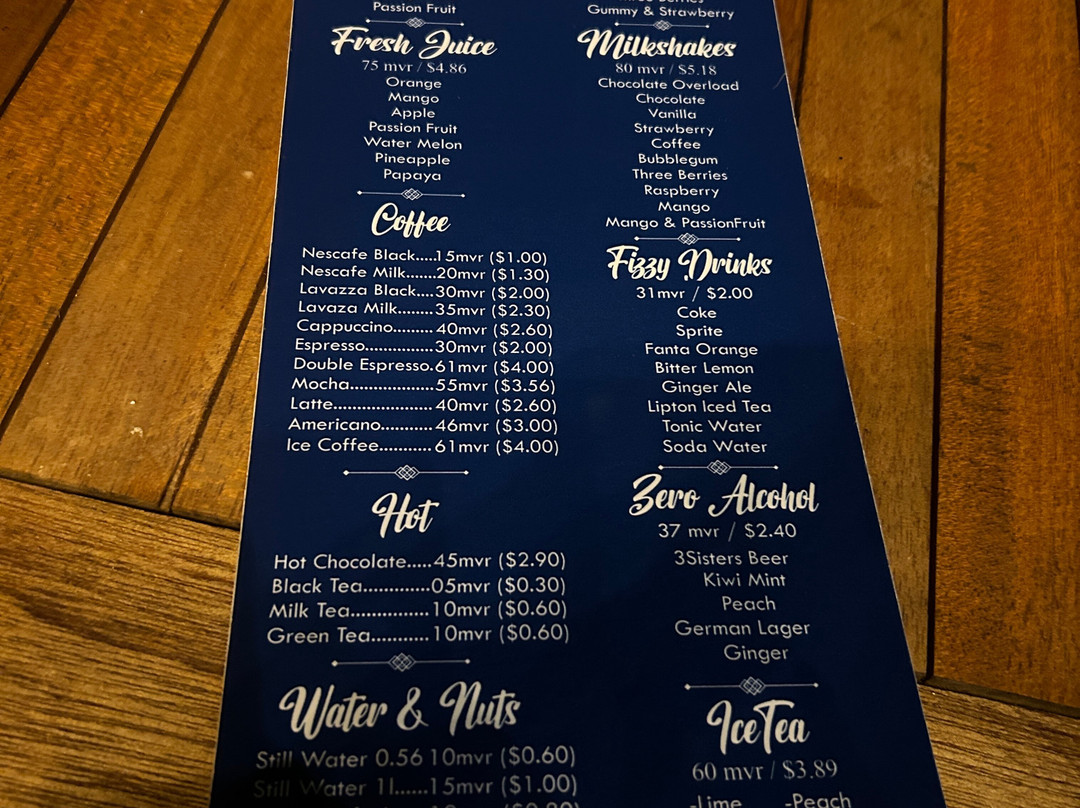 Passion Fruit
Fresh Juice
75 mvr / $4.86
Orange
Mango
Apple
Passion Fruit
Water Melon
Pineapple
Papaya
Coffee
Nescafe Black.....15mvr ($1.00)
Nescafe Milk.......20mvr ($1.30)
Lavazza Black....30mvr ($2.00)
Lavaza Milk........35mvr ($2.30)
Cappuccino.........40mvr ($2.60)
Espresso...............30mvr ($2.00)
Double Espresso.61mvr ($4.00)
Mocha..................55mvr ($3.56)
Latte.....................40mvr ($2.60)
Americano...........46mvr ($3.00)
Ice Coffee...........61mvr ($4.00)
Hot
Hot Chocolate.....45mvr ($2.90)
Black Tea.............05mvr ($0.30)
Milk Tea...............10mvr ($0.60)
Green Tea...........10mvr ($0.60)
Water & Nuts
Still Water 0.56 10mvr ($0.60)
Still Water 1l......15mvr ($1.00)
Three Berries
Gummy & Strawberry
Milkshakes
80 mvr / $5.18
Chocolate Overload
Chocolate
Vanilla
Strawberry
Coffee
Bubblegum
Three Berries
Raspberry
Mango
Mango & PassionFruit
Fizzy Drinks
31mvr / $2.00
Coke
Sprite
Fanta Orange
Bitter Lemon
Ginger Ale
Lipton Iced Tea
Tonic Water
Soda Water
Zero Alcohol
37 mvr / $2.40
3Sisters Beer
Kiwi Mint
Peach
German Lager
Ginger
IceTea
60 mvr / $3.89
-Lime -Peach